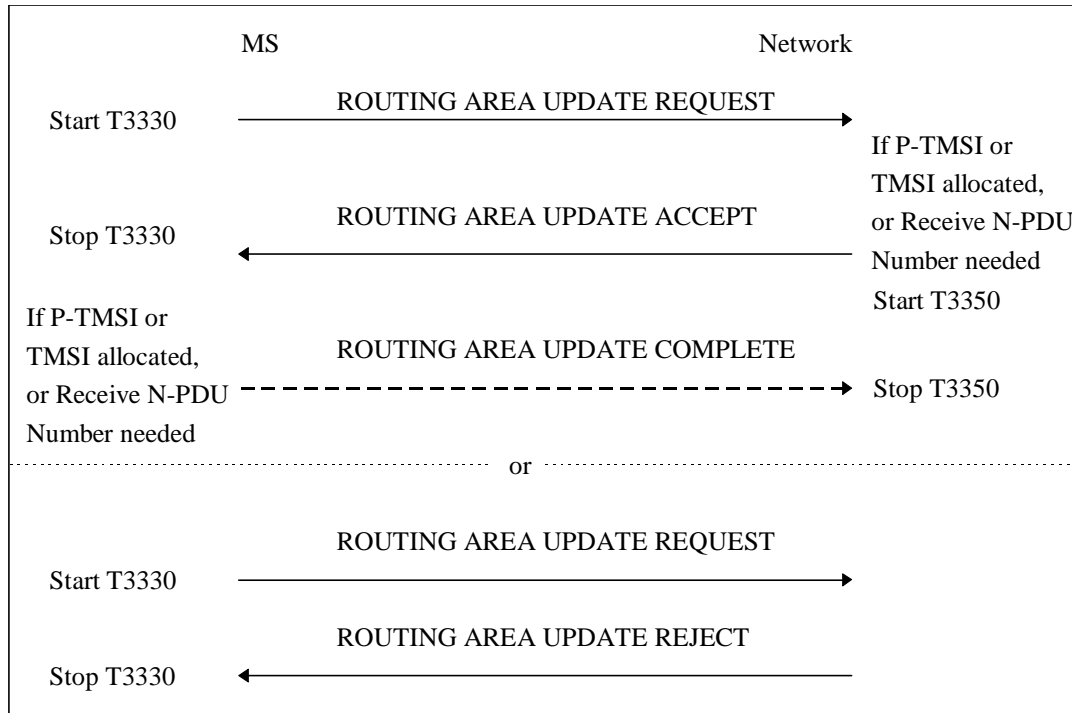 MS Network
ROUTING AREA UPDATE REQUEST
Start T3330
If P-TMSI or
TMSI allocated,
or Receive N-PDU
Number needed
Start T3350
ROUTING AREA UPDATE ACCEPT
Stop T3330
If P-TMSI or
TMSI allocated,
or Receive N-PDU
Number needed
ROUTING AREA UPDATE COMPLETE
Stop T3350
or
ROUTING AREA UPDATE REQUEST
Start T3330
ROUTING AREA UPDATE REJECT
Stop T3330